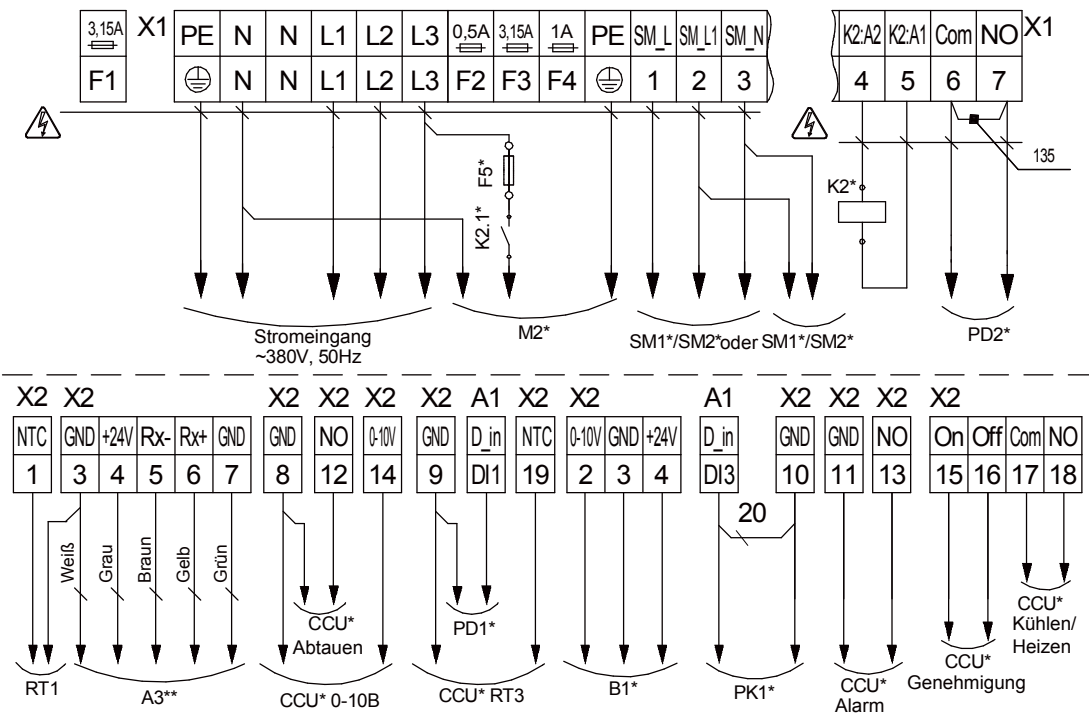 3,15A X1 PE N N L1 L2 L3 0,5A 3,15A 1A PE SM_L SM_L1 SM_N K2:A2 K2:A1 Com NO X1
F1 N N L1 L2 L3 F2 F3 F4 1 2 3 4 5 6 7
135
F5*
K2*
K2.1*
Stromeingang
~380V, 50Hz
M2*
SM1*/SM2*oder SM1*/SM2*
PD2*
X2 X2 X2 X2 X2 X2 A1 X2 X2 A1 X2 X2 X2 X2
NTC GND +24V Rx- Rx+ GND GND NO 0-10V GND D_in NTC 0-10V GND +24V D_in GND GND NO On Off Com NO
1 3 4 5 6 7 8 12 14 9 DI1 19 2 3 4 DI3 10 11 13 15 16 17 18
20
Weiß
Grau
Braun
Gelb
Grün
CCU*
Abtauen
PD1*
CCU*
Kühlen/
Heizen
RT1
A3**
CCU* 0-10B
CCU* RT3
B1*
PK1*
CCU*
Alarm
CCU*
Genehmigung